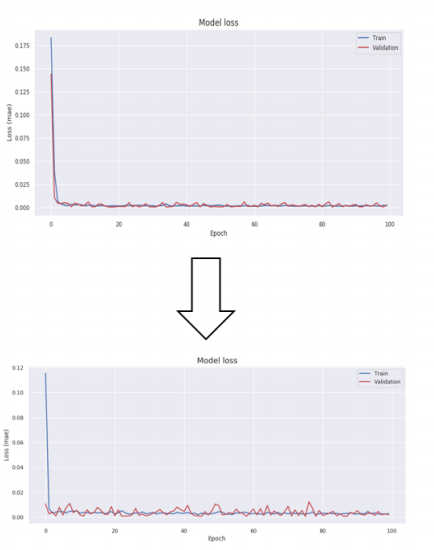 Model loss
Train
Validation
0.175
0.150
0.125
0.100
0.075
0.050
0.025
0.000
Loss (mae)
0 20 40 60 80 100
Epoch
Model loss
Train
Validation
0.12
0.10
0.08
0.06
0.04
0.02
0.00
Loss (mae)
0 20 40 60 80 100
Epoch